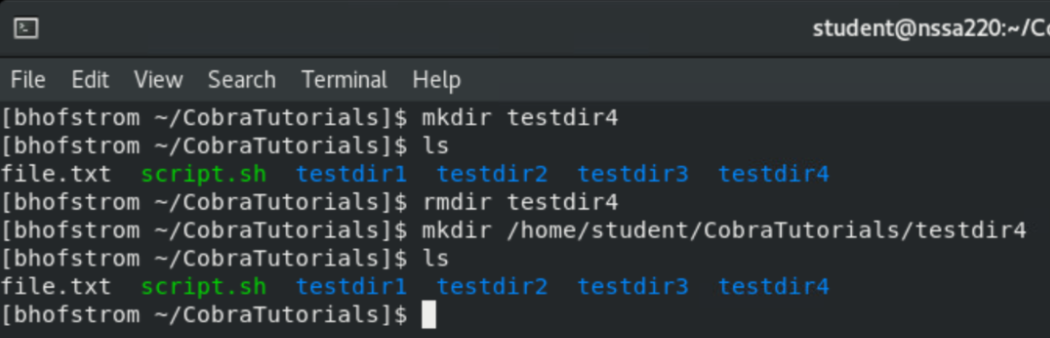 student@nssa220:~/Co
File Edit View Search Terminal Help
[bhofstrom ~/CobraTutorials]$ mkdir testdir4
[bhofstrom ~/CobraTutorials]$ ls
file.txt script.sh testdir1 testdir2 testdir3 testdir4
[bhofstrom ~/CobraTutorials]$ rmdir testdir4
[bhofstrom ~/CobraTutorials]$ mkdir /home/student/CobraTutorials/testdir4
[bhofstrom ~/CobraTutorials]$ ls
file.txt script.sh testdir1 testdir2 testdir3 testdir4
[bhofstrom ~/CobraTutorials]$